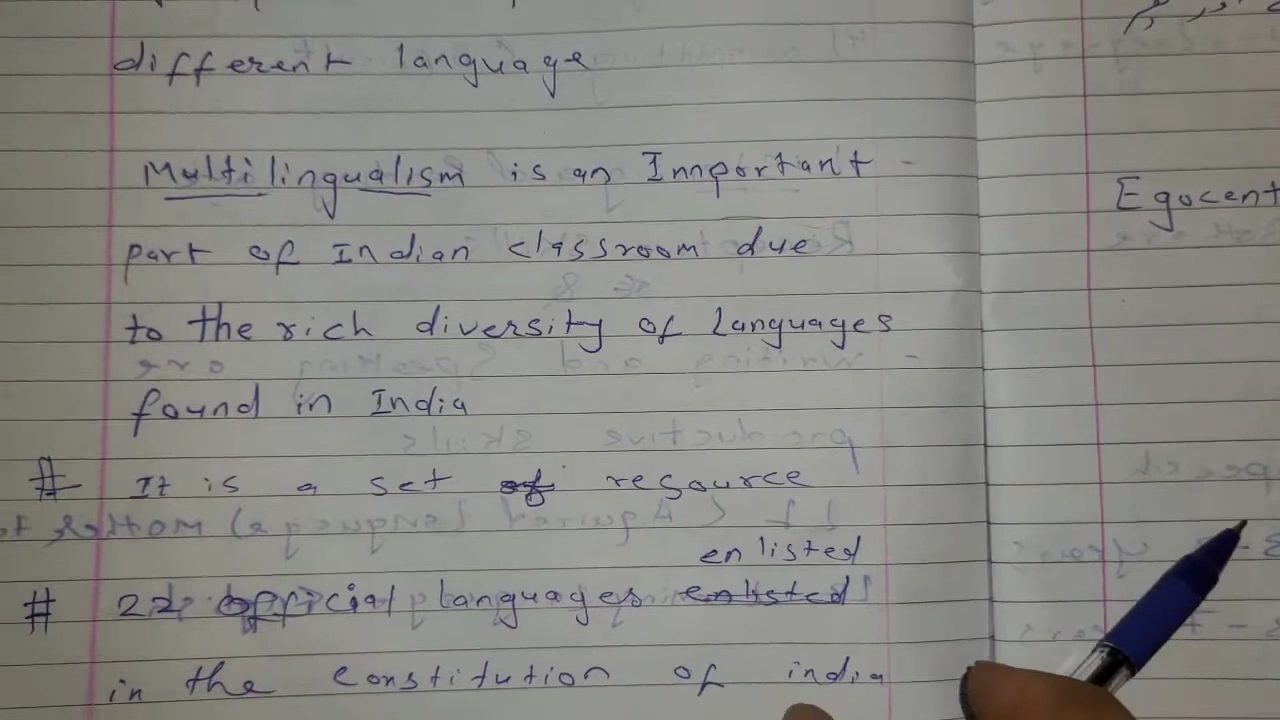 different language
Multilingualism is an Innportant
part of Indian classroom due
to the rich diversity of languages
found in India
# It is a set of resource
enlisted
# 22 official languages enlisted
in the constitution of india
Egocent